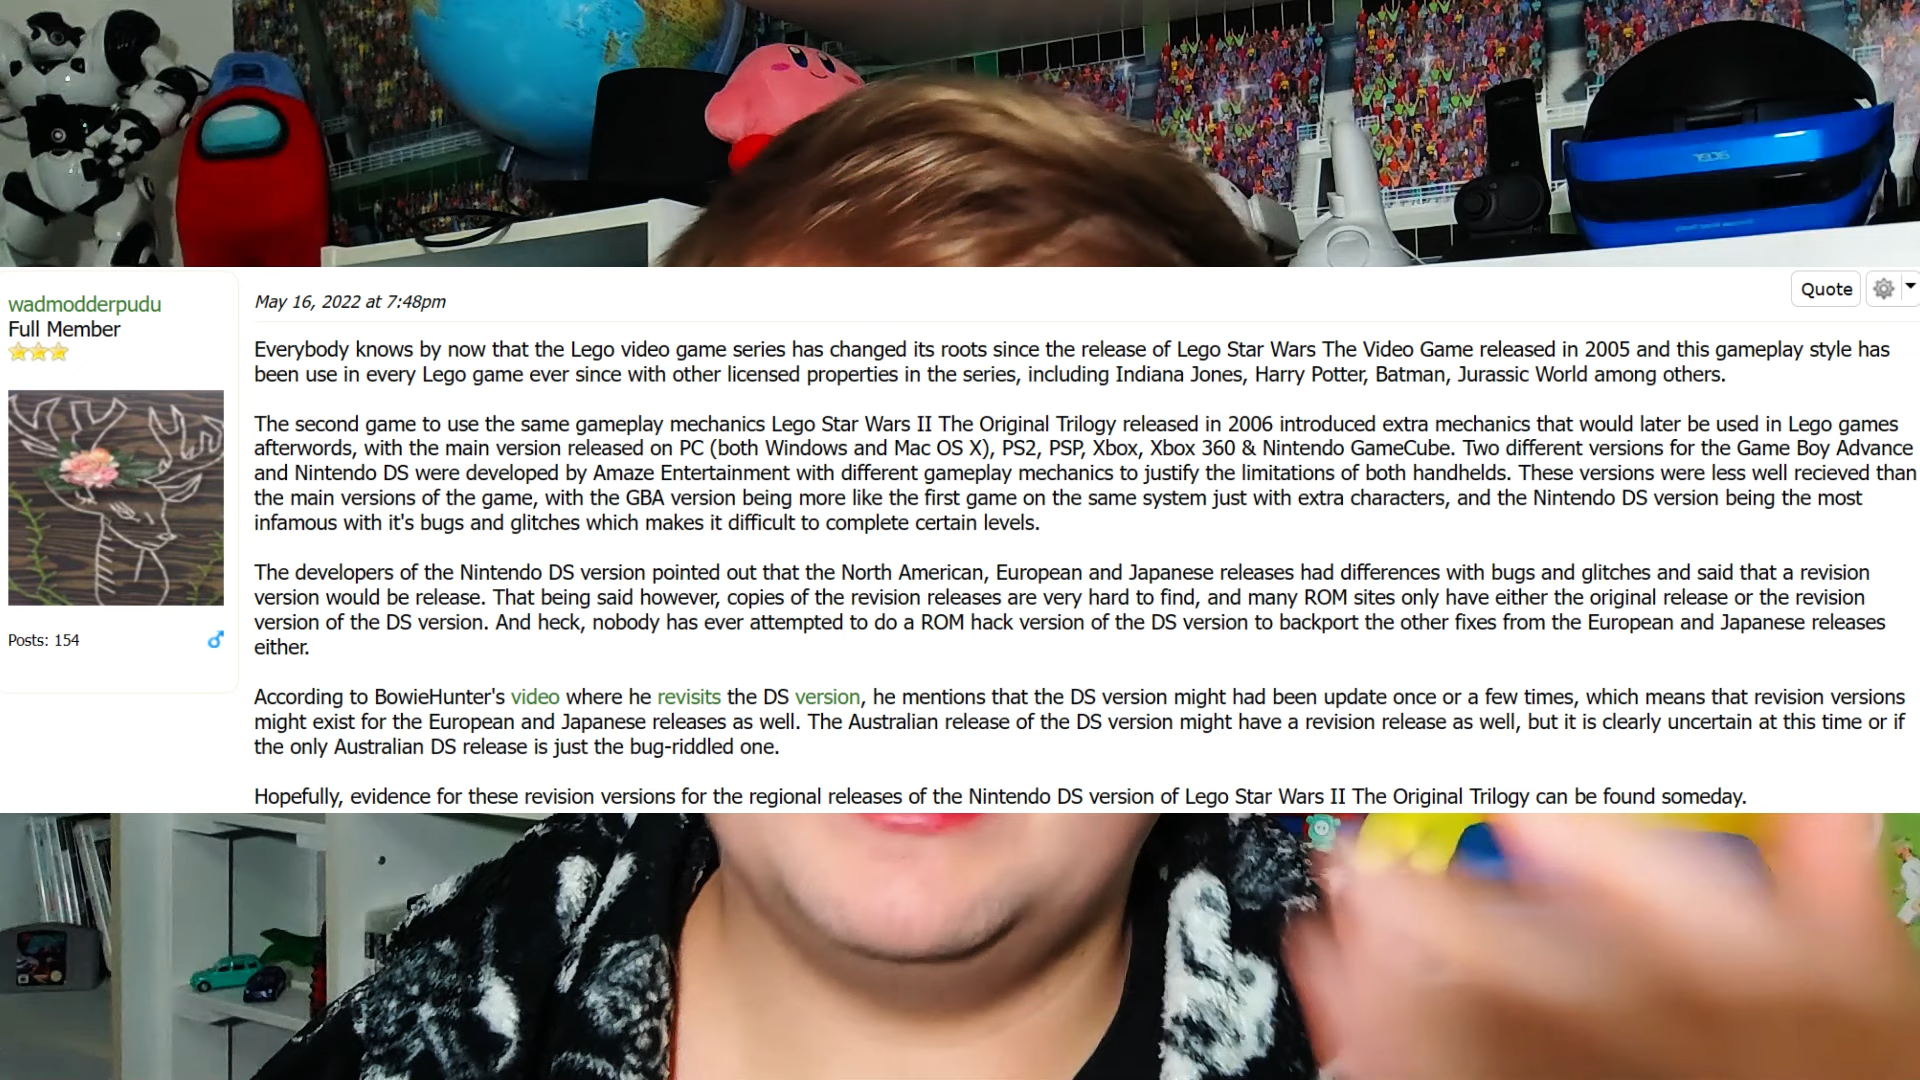 wadmodderpudu
Full Member
Posts: 154
May 16, 2022 at 7:48pm
Quote
Everybody knows by now that the Lego video game series has changed its roots since the release of Lego Star Wars The Video Game released in 2005 and this gameplay style has
been use in every Lego game ever since with other licensed properties in the series, including Indiana Jones, Harry Potter, Batman, Jurassic World among others.
The second game to use the same gameplay mechanics Lego Star Wars II The Original Trilogy released in 2006 introduced extra mechanics that would later be used in Lego games
afterwords, with the main version released on PC (both Windows and Mac OS X), PS2, PSP, Xbox, Xbox 360 & Nintendo GameCube. Two different versions for the Game Boy Advance
and Nintendo DS were developed by Amaze Entertainment with different gameplay mechanics to justify the limitations of both handhelds. These versions were less well recieved than
the main versions of the game, with the GBA version being more like the first game on the same system just with extra characters, and the Nintendo DS version being the most
infamous with it's bugs and glitches which makes it difficult to complete certain levels.
The developers of the Nintendo DS version pointed out that the North American, European and Japanese releases had differences with bugs and glitches and said that a revision
version would be release. That being said however, copies of the revision releases are very hard to find, and many ROM sites only have either the original release or the revision
version of the DS version. And heck, nobody has ever attempted to do a ROM hack version of the DS version to backport the other fixes from the European and Japanese releases
either.
According to BowieHunter's video where he revisits the DS version, he mentions that the DS version might had been update once or a few times, which means that revision versions
might exist for the European and Japanese releases as well. The Australian release of the DS version might have a revision release as well, but it is clearly uncertain at this time or if
the only Australian DS release is just the bug-riddled one.
Hopefully, evidence for these revision versions for the regional releases of the Nintendo DS version of Lego Star Wars II The Original Trilogy can be found someday.